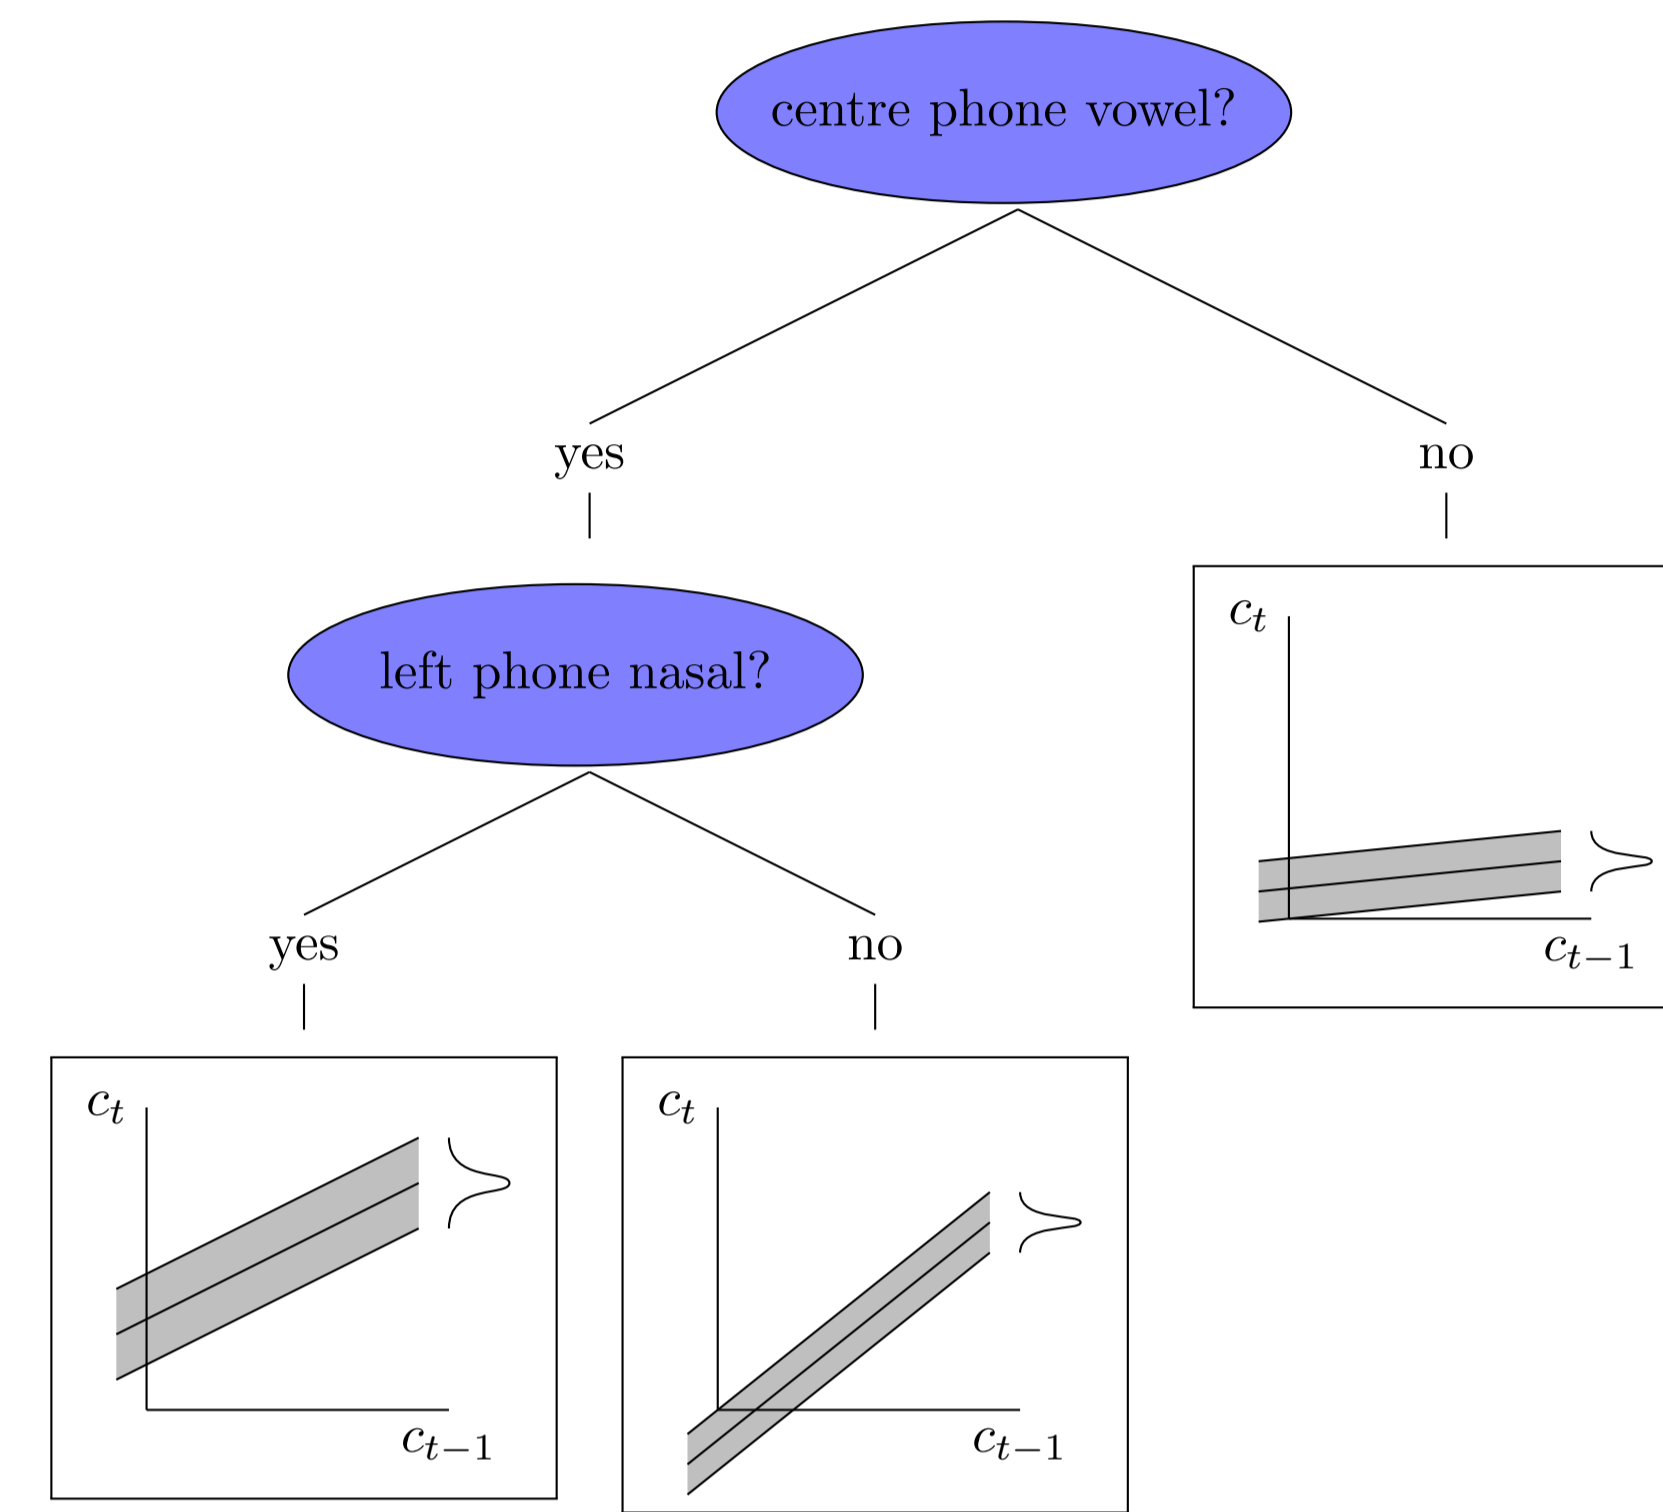 centre phone vowel?
yes
no
left phone nasal?
c_t
c_{t−1}
yes
no
c_t
c_{t−1}
c_t
c_{t−1}